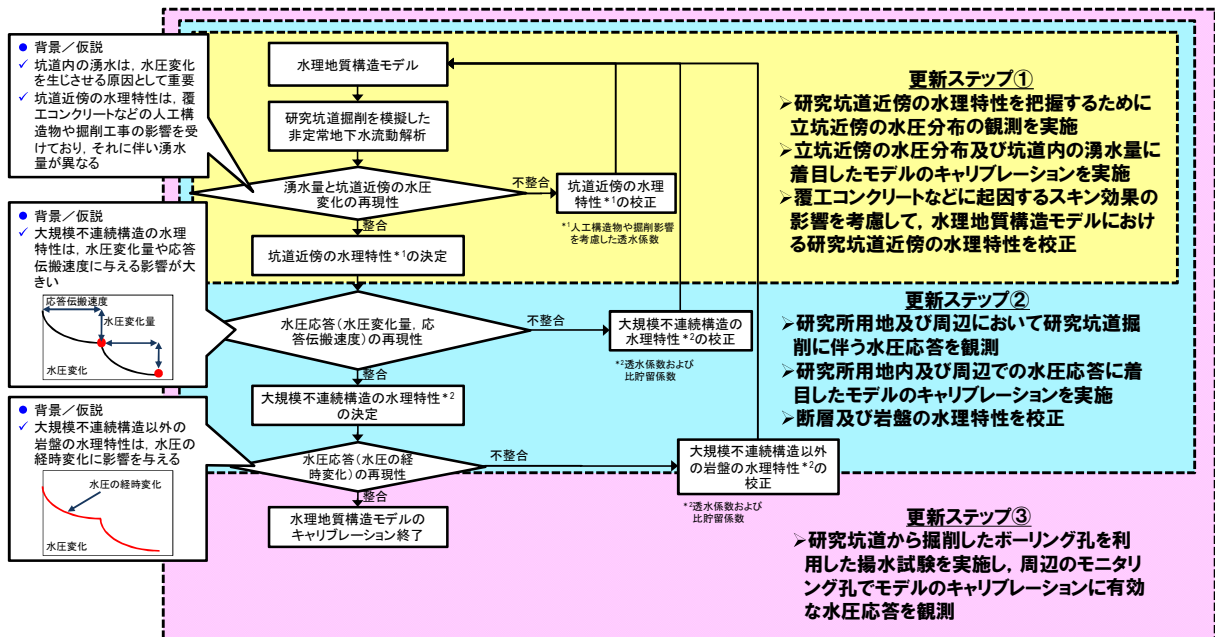 ● 背景／仮説
✓ 坑道内の湧水は，水圧変化
を生じさせる原因として重要
✓ 坑道近傍の水理特性は，覆
工コンクリートなどの人工構
造物や掘削工事の影響を受
けており，それに伴い湧水
量が異なる
水理地質構造モデル
研究坑道掘削を模擬した
非定常地下水流動解析
湧水量と坑道近傍の水圧
変化の再現性
不整合
坑道近傍の水理
特性*1の校正
*1人工構造物や掘削影響
を考慮した透水係数
整合
坑道近傍の水理特性*1の決定
更新ステップ①
➢研究坑道近傍の水理特性を把握するために
立坑近傍の水圧分布の観測を実施
➢立坑近傍の水圧分布及び坑道内の湧水量に
着目したモデルのキャリブレーションを実施
➢覆工コンクリートなどに起因するスキン効果の
影響を考慮して，水理地質構造モデルにおけ
る研究坑道近傍の水理特性を校正
● 背景／仮説
✓ 大規模不連続構造の水理
特性は，水圧変化量や応答
伝搬速度に与える影響が大
きい
応答伝搬速度
水圧変化量
水圧変化
水圧応答（水圧変化量，応
答伝搬速度）の再現性
不整合
大規模不連続構造の
水理特性*2の校正
*2透水係数および
比貯留係数
整合
大規模不連続構造の水理特性*2
の決定
更新ステップ②
➢研究所用地及び周辺において研究坑道掘
削に伴う水圧応答を観測
➢研究所用地内及び周辺での水圧応答に着
目したモデルのキャリブレーションを実施
➢断層及び岩盤の水理特性を校正
● 背景／仮説
✓ 大規模不連続構造以外の
岩盤の水理特性は，水圧の
経時変化に影響を与える
水圧の経時変化
水圧変化
水圧応答（水圧の経
時変化）の再現性
不整合
大規模不連続構造以外
の岩盤の水理特性*2の
校正
*2透水係数および
比貯留係数
整合
水理地質構造モデルの
キャリブレーション終了
更新ステップ③
➢研究坑道から掘削したボーリング孔を利
用した揚水試験を実施し，周辺のモニタ
リング孔でモデルのキャリブレーションに有効
な水圧応答を観測